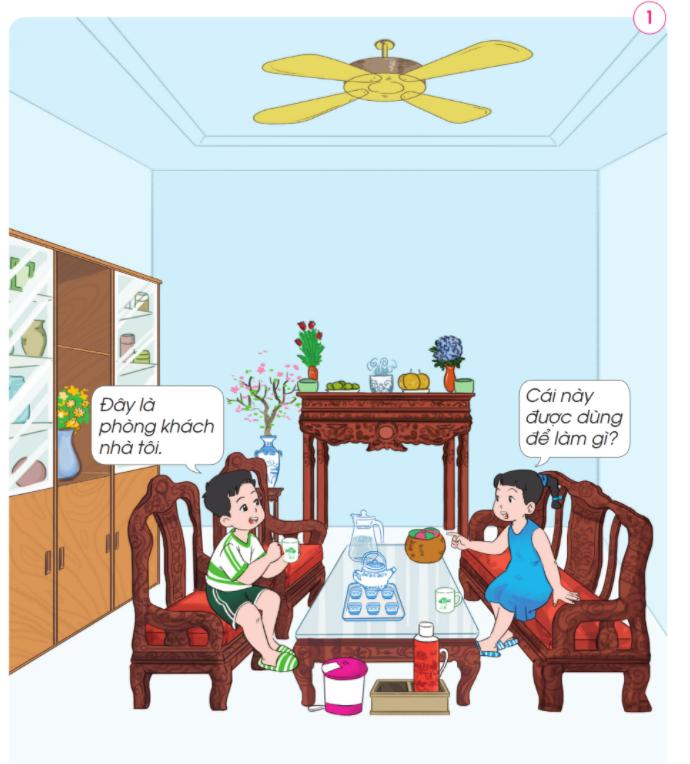 1
Đây là
phòng khách
nhà tôi.
Cái này
được dùng
để làm gì?